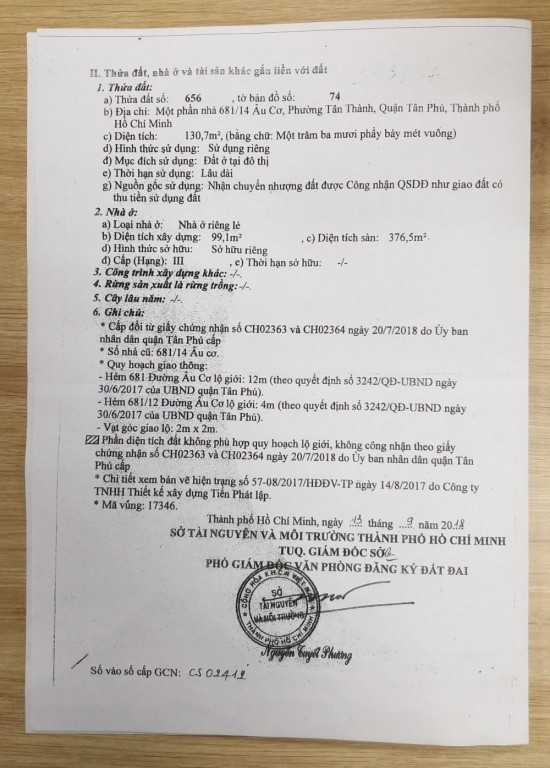 II. Thửa đất, nhà ở và tài sản khác gắn liền với đất
1. Thửa đất:
a) Thửa đất số: 656 , tờ bản đồ số: 74
b) Địa chỉ: Một phần nhà 681/14 Âu Cơ, Phường Tân Thành, Quận Tân Phú, Thành phố
Hồ Chí Minh
c) Diện tích: 130,7m², (bằng chữ: Một trăm ba mươi phẩy bảy mét vuông)
d) Hình thức sử dụng: Sử dụng riêng
đ) Mục đích sử dụng: Đất ở tại đô thị
e) Thời hạn sử dụng: Lâu dài
g) Nguồn gốc sử dụng: Nhận chuyển nhượng đất được Công nhận QSDĐ như giao đất có
thu tiền sử dụng đất
2. Nhà ở:
a) Loại nhà ở: Nhà ở riêng lẻ
b) Diện tích xây dựng: 99,1m² , c) Diện tích sàn: 376,5m².
d) Hình thức sở hữu: Sở hữu riêng
đ) Cấp (Hạng): III , e) Thời hạn sở hữu: -/-
3. Công trình xây dựng khác: -/-.
4. Rừng sản xuất là rừng trồng: -/-.
5. Cây lâu năm: -/-.
6. Ghi chú:
* Cấp đổi từ giấy chứng nhận số CH02363 và CH02364 ngày 20/7/2018 do Ủy ban
nhân dân quận Tân Phú cấp
* Số nhà cũ: 681/14 Âu cơ.
* Quy hoạch giao thông:
- Hẻm 681 Đường Âu Cơ lộ giới: 12m (theo quyết định số 3242/QĐ-UBND ngày
30/6/2017 của UBND quận Tân Phú).
- Hẻm 681/12 Đường Âu Cơ lộ giới: 4m (theo quyết định số 3242/QĐ-UBND ngày
30/6/2017 của UBND quận Tân Phú).
- Vạt góc giao lộ: 2m x 2m.
Phần diện tích đất không phù hợp quy hoạch lộ giới, không công nhận theo giấy
chứng nhận số CH02363 và CH02364 ngày 20/7/2018 do Ủy ban nhân dân quận Tân
Phú cấp
* Chi tiết xem bản vẽ hiện trạng số 57-08/2017/HĐĐV-TP ngày 14/8/2017 do Công ty
TNHH Thiết kế xây dựng Tiến Phát lập.
* Mã vùng: 17346.
Thành phố Hồ Chí Minh, ngày 13 tháng 9 năm 2018
SỞ TÀI NGUYÊN VÀ MÔI TRƯỜNG THÀNH PHỐ HỒ CHÍ MINH
TUQ. GIÁM ĐỐC SỞ
PHÓ GIÁM ĐỐC VĂN PHÒNG ĐĂNG KÝ ĐẤT ĐAI
CỘNG HÒA X.H.C.N VIỆT NAM
SỞ
TÀI NGUYÊN
VÀ MÔI TRƯỜNG
THÀNH PHỐ HỒ CHÍ MINH
Nguyễn Tuyết Phương
Số vào sổ cấp GCN: CS 02412